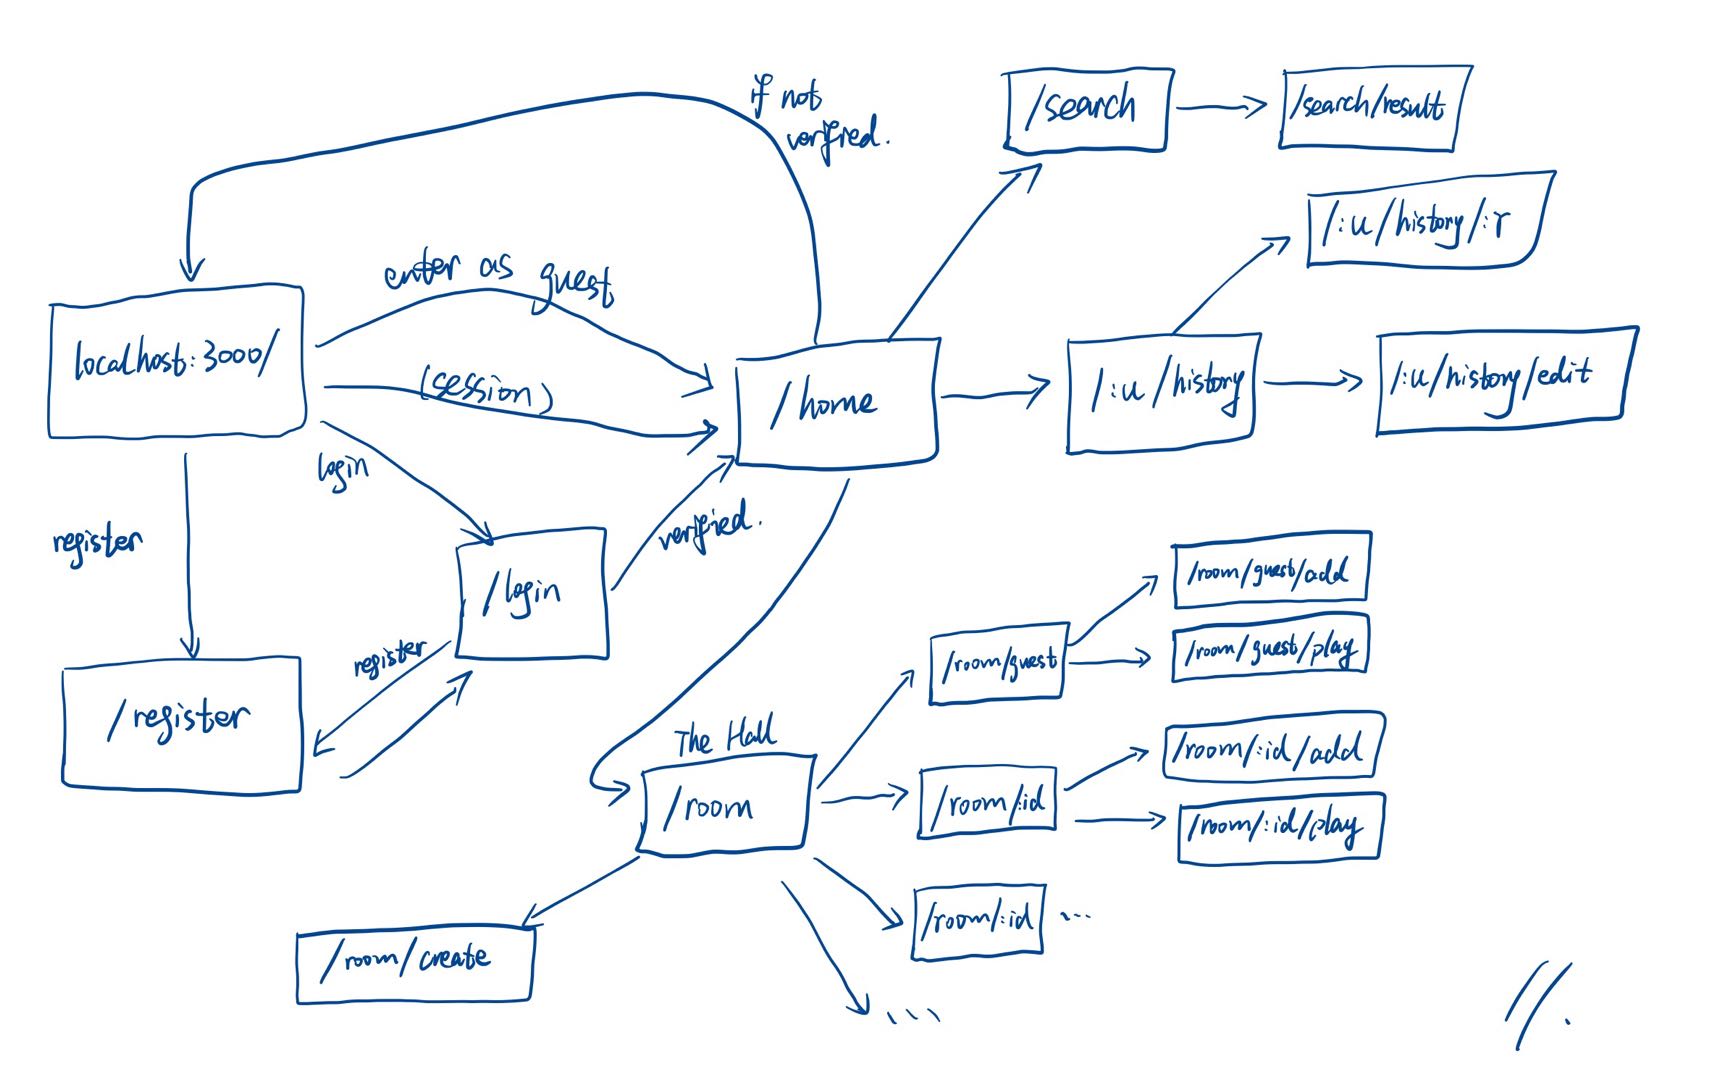 if not
verified.
/search
/search/result
/:u/history/:r
enter as guest
localhost:3000/
(session)
/home
/:u/history
/:u/history/edit
login
register
verified.
/login
register
/register
/room/guest/add
/room/guest
/room/guest/play
The Hall
/room
/room/:id
/room/:id/add
/room/:id/play
/room/:id ...
/room/create
...
//.